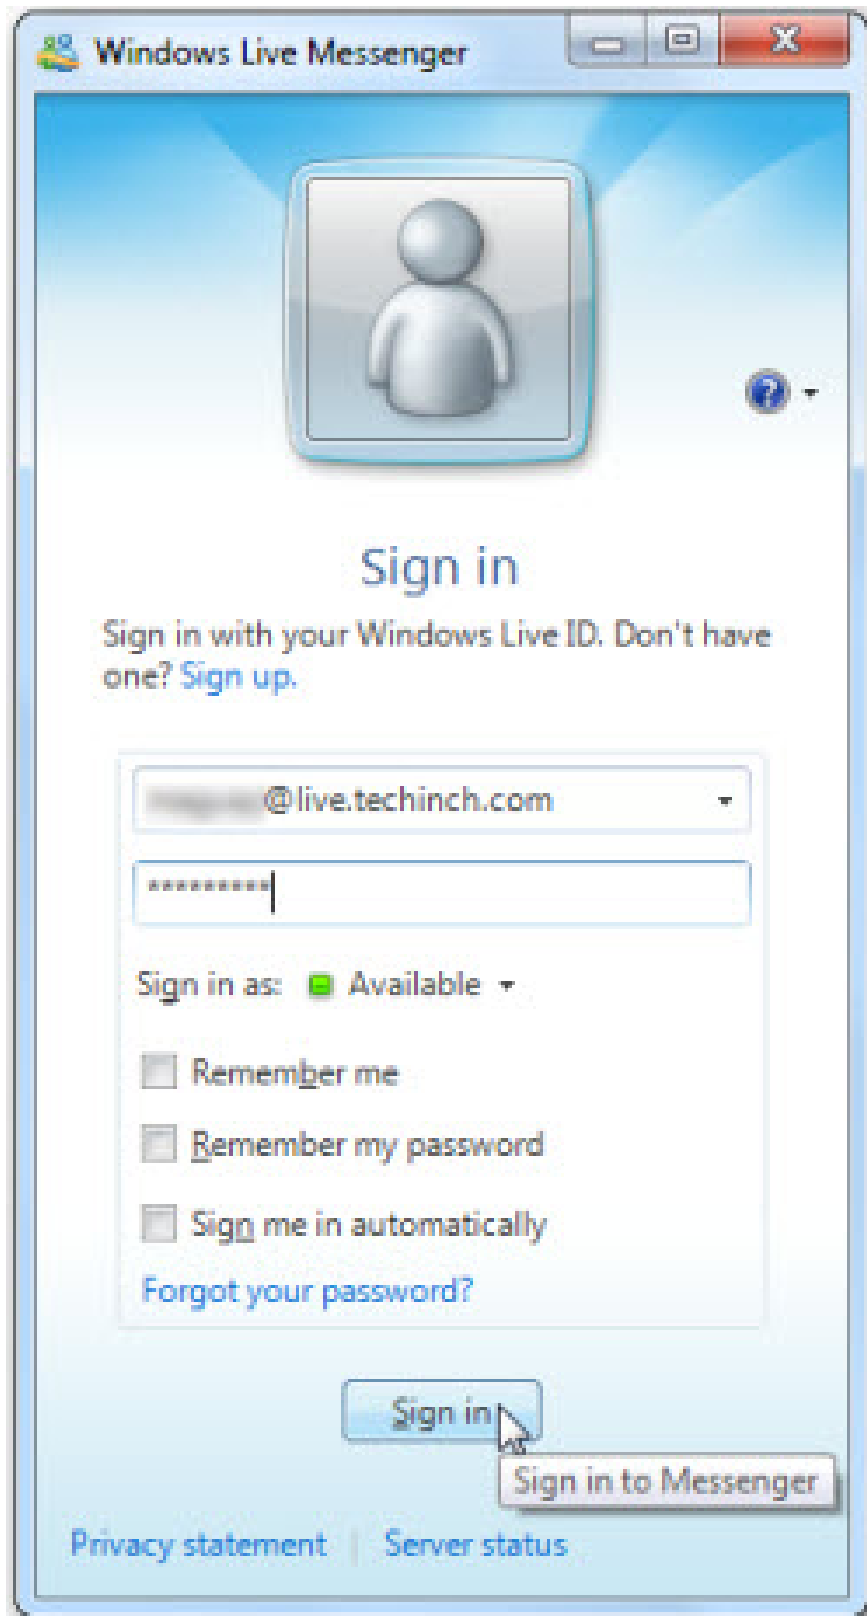 Windows Live Messenger
Sign in
Sign in with your Windows Live ID. Don't have
one? Sign up.
@live.techinch.com
*********
Sign in as: Available
Remember me
Remember my password
Sign me in automatically
Forgot your password?
Sign in
Sign in to Messenger
Privacy statement | Server status